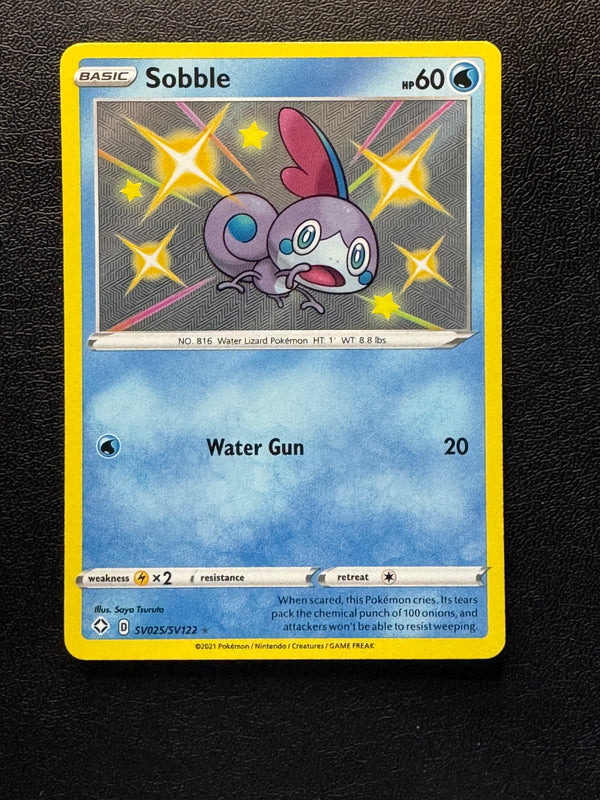 BASIC Sobble HP60
NO. 816 Water Lizard Pokémon HT: 1' WT: 8.8 lbs.
Water Gun 20
weakness ×2 resistance retreat
Illus. Saya Tsuruta
When scared, this Pokémon cries. Its tears
pack the chemical punch of 100 onions, and
attackers won't be able to resist weeping.
D SV025/SV122 ★
©2021 Pokémon / Nintendo / Creatures / GAME FREAK